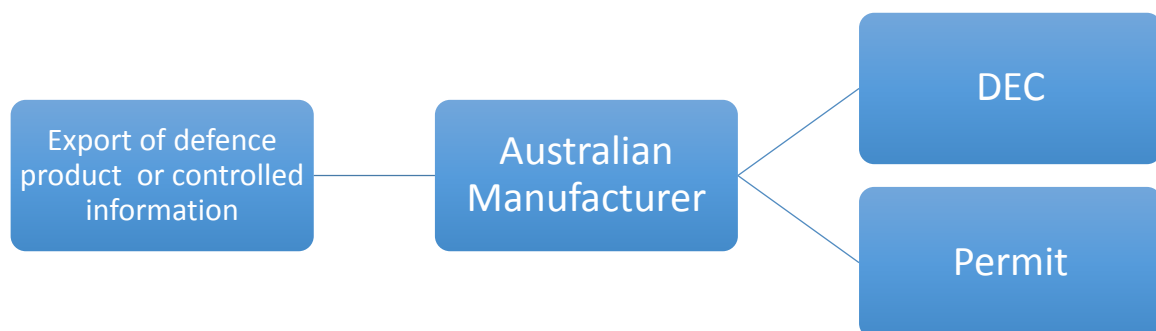 Export of defence
product or controlled
information
Australian
Manufacturer
DEC
Permit